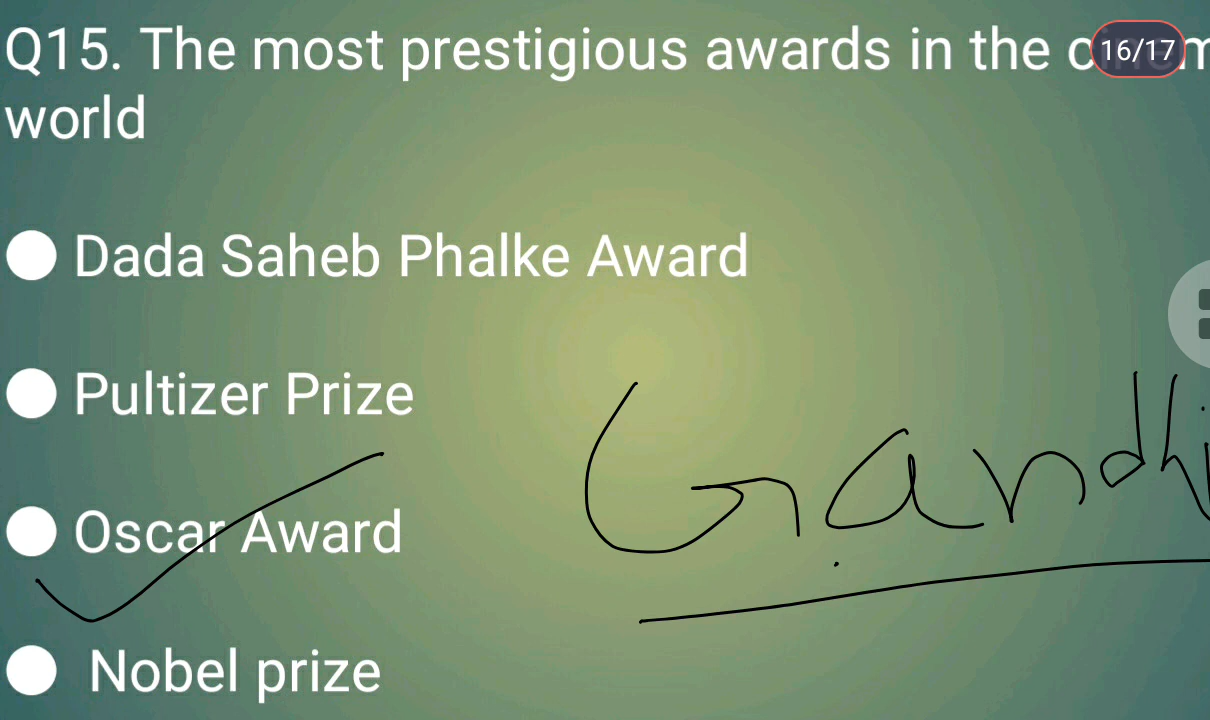 Q15. The most prestigious awards in the
16/17
world
Dada Saheb Phalke Award
Pultizer Prize
Oscar Award
Gandhi
Nobel prize